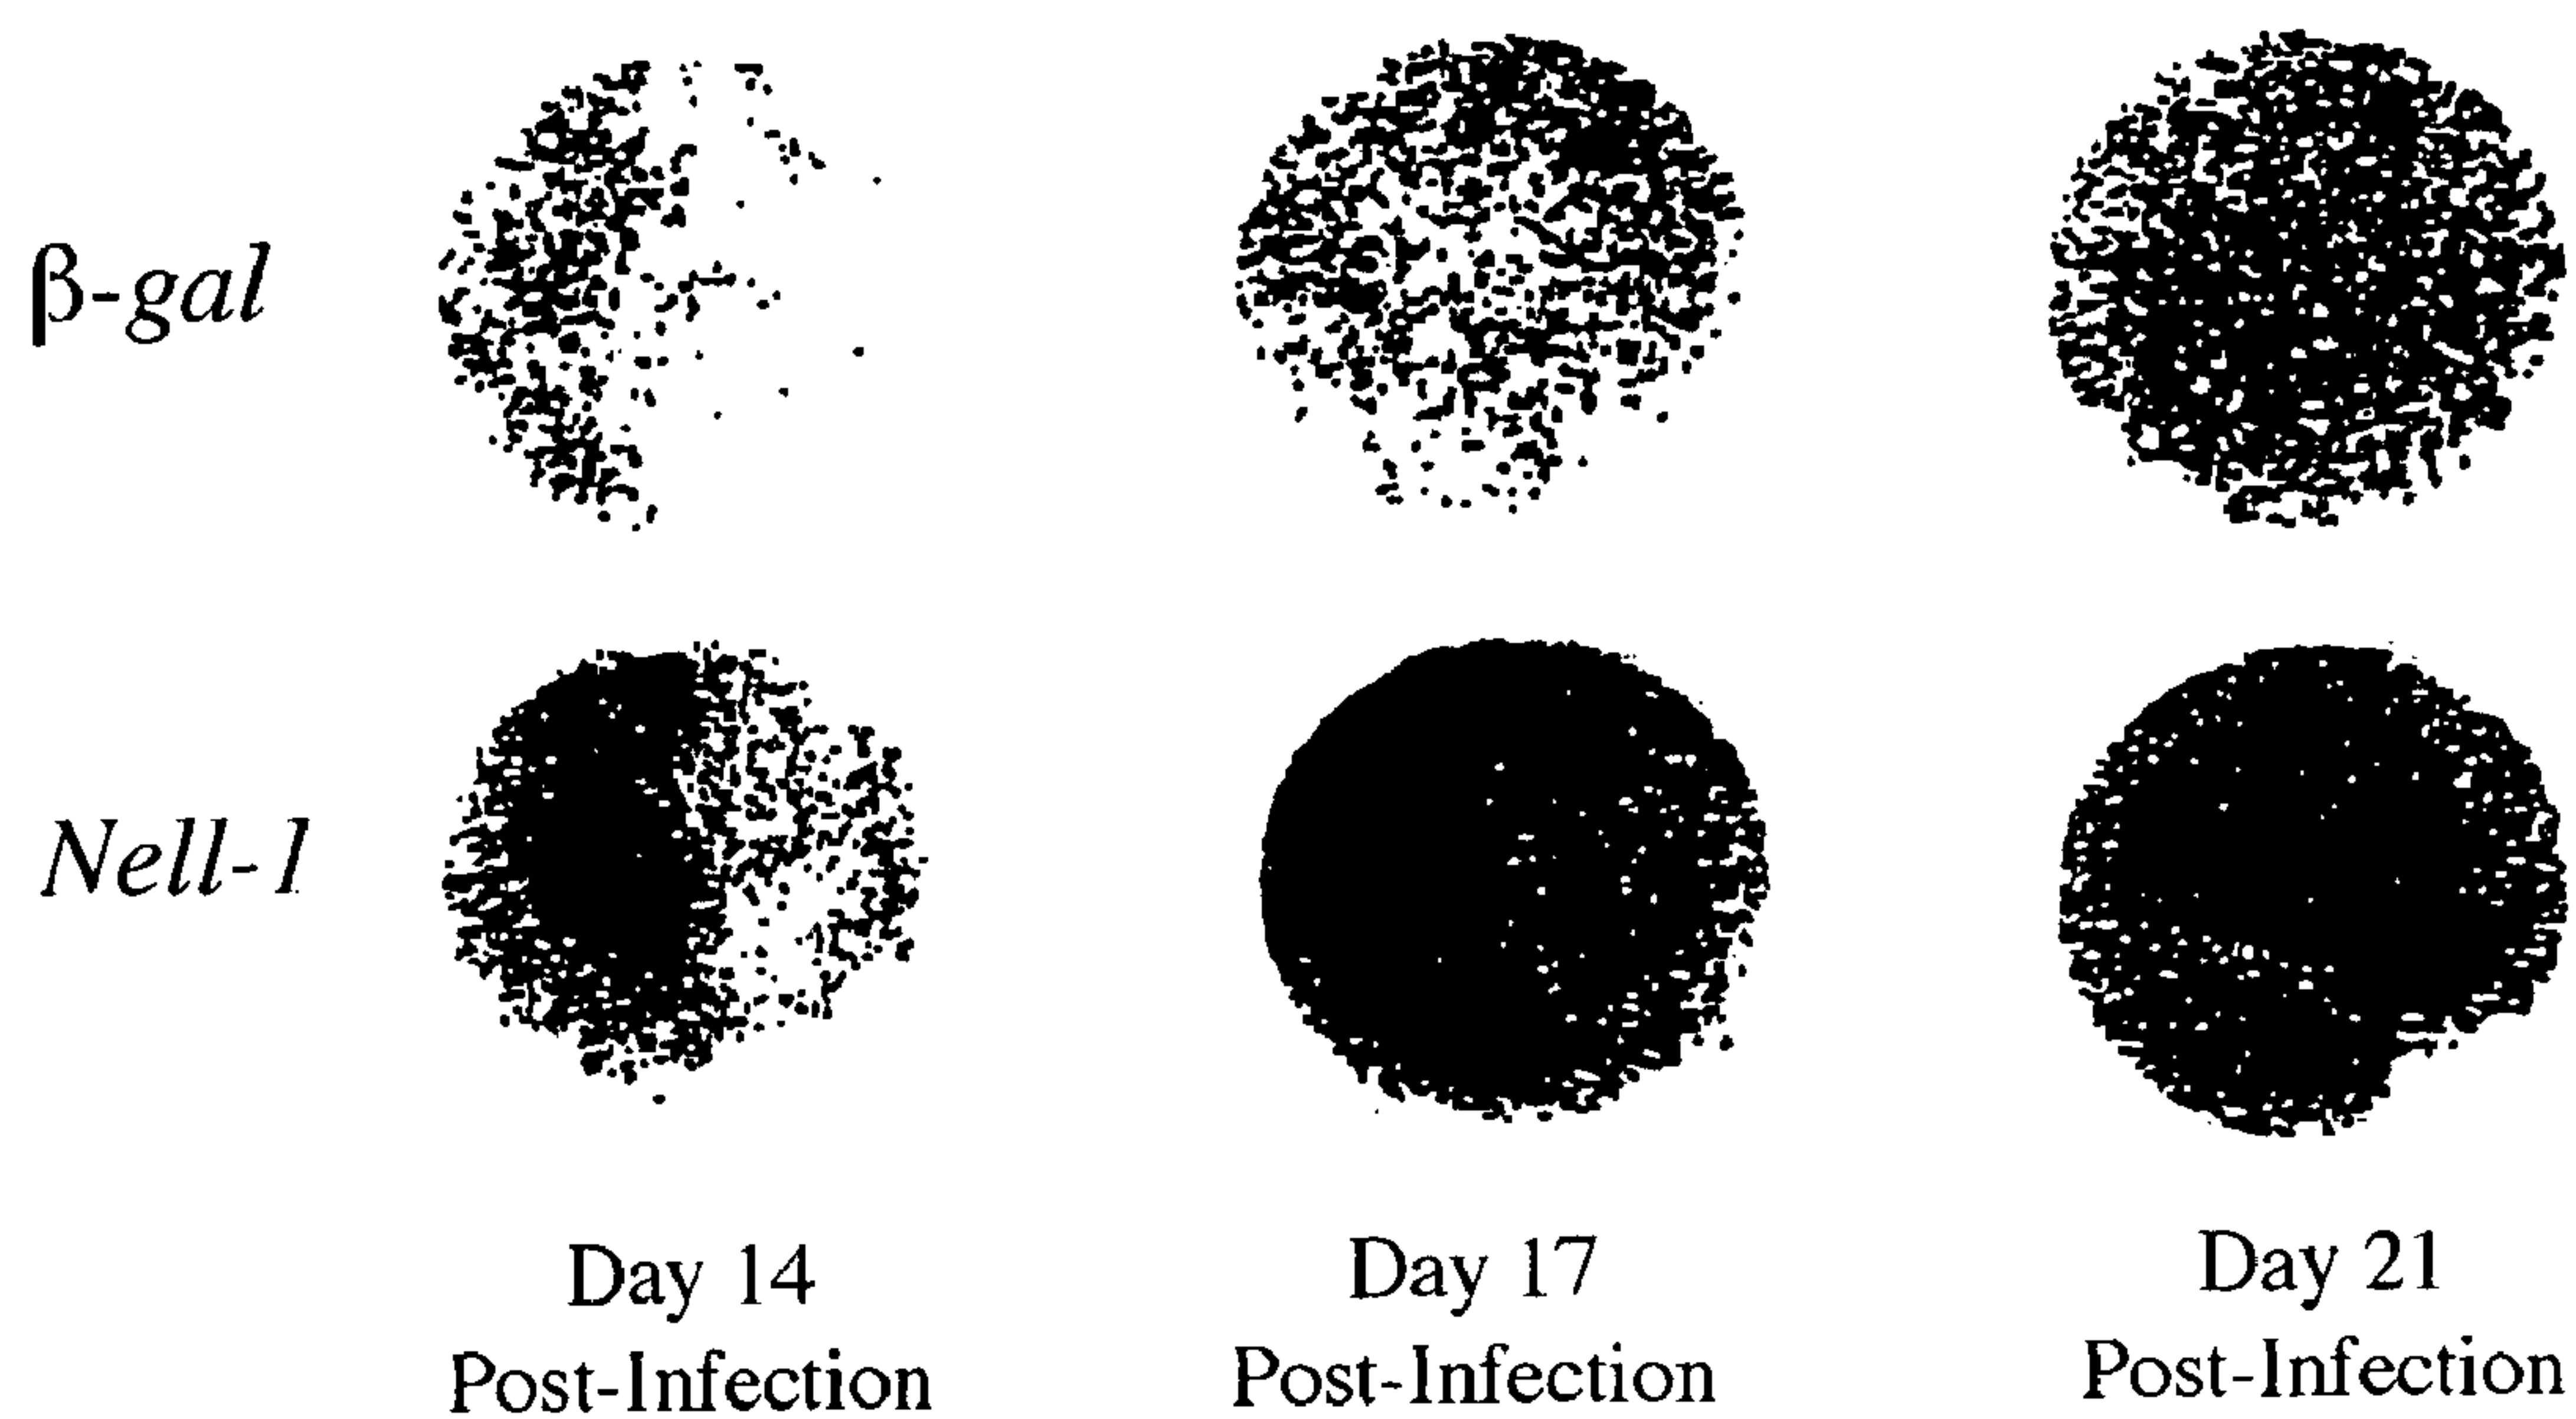 β-gal
Nell-1
Day 14
Post-Infection
Day 17
Post-Infection
Day 21
Post-Infection